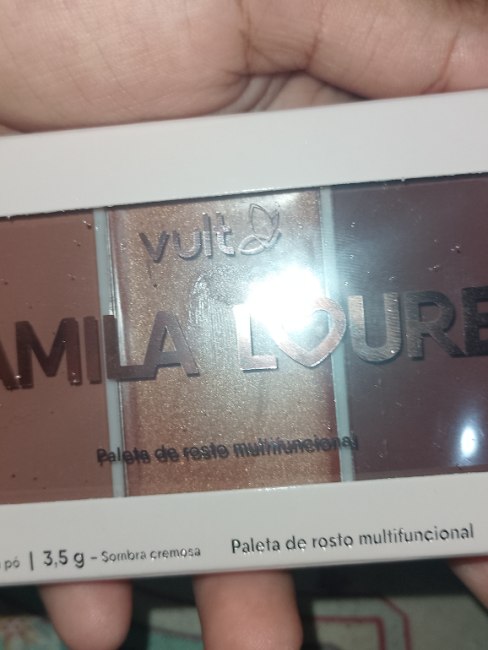 vult
AMILA LOURE
Paleta de rosto multifuncional
pó | 3,5 g - Sombra cremosa
Paleta de rosto multifuncional